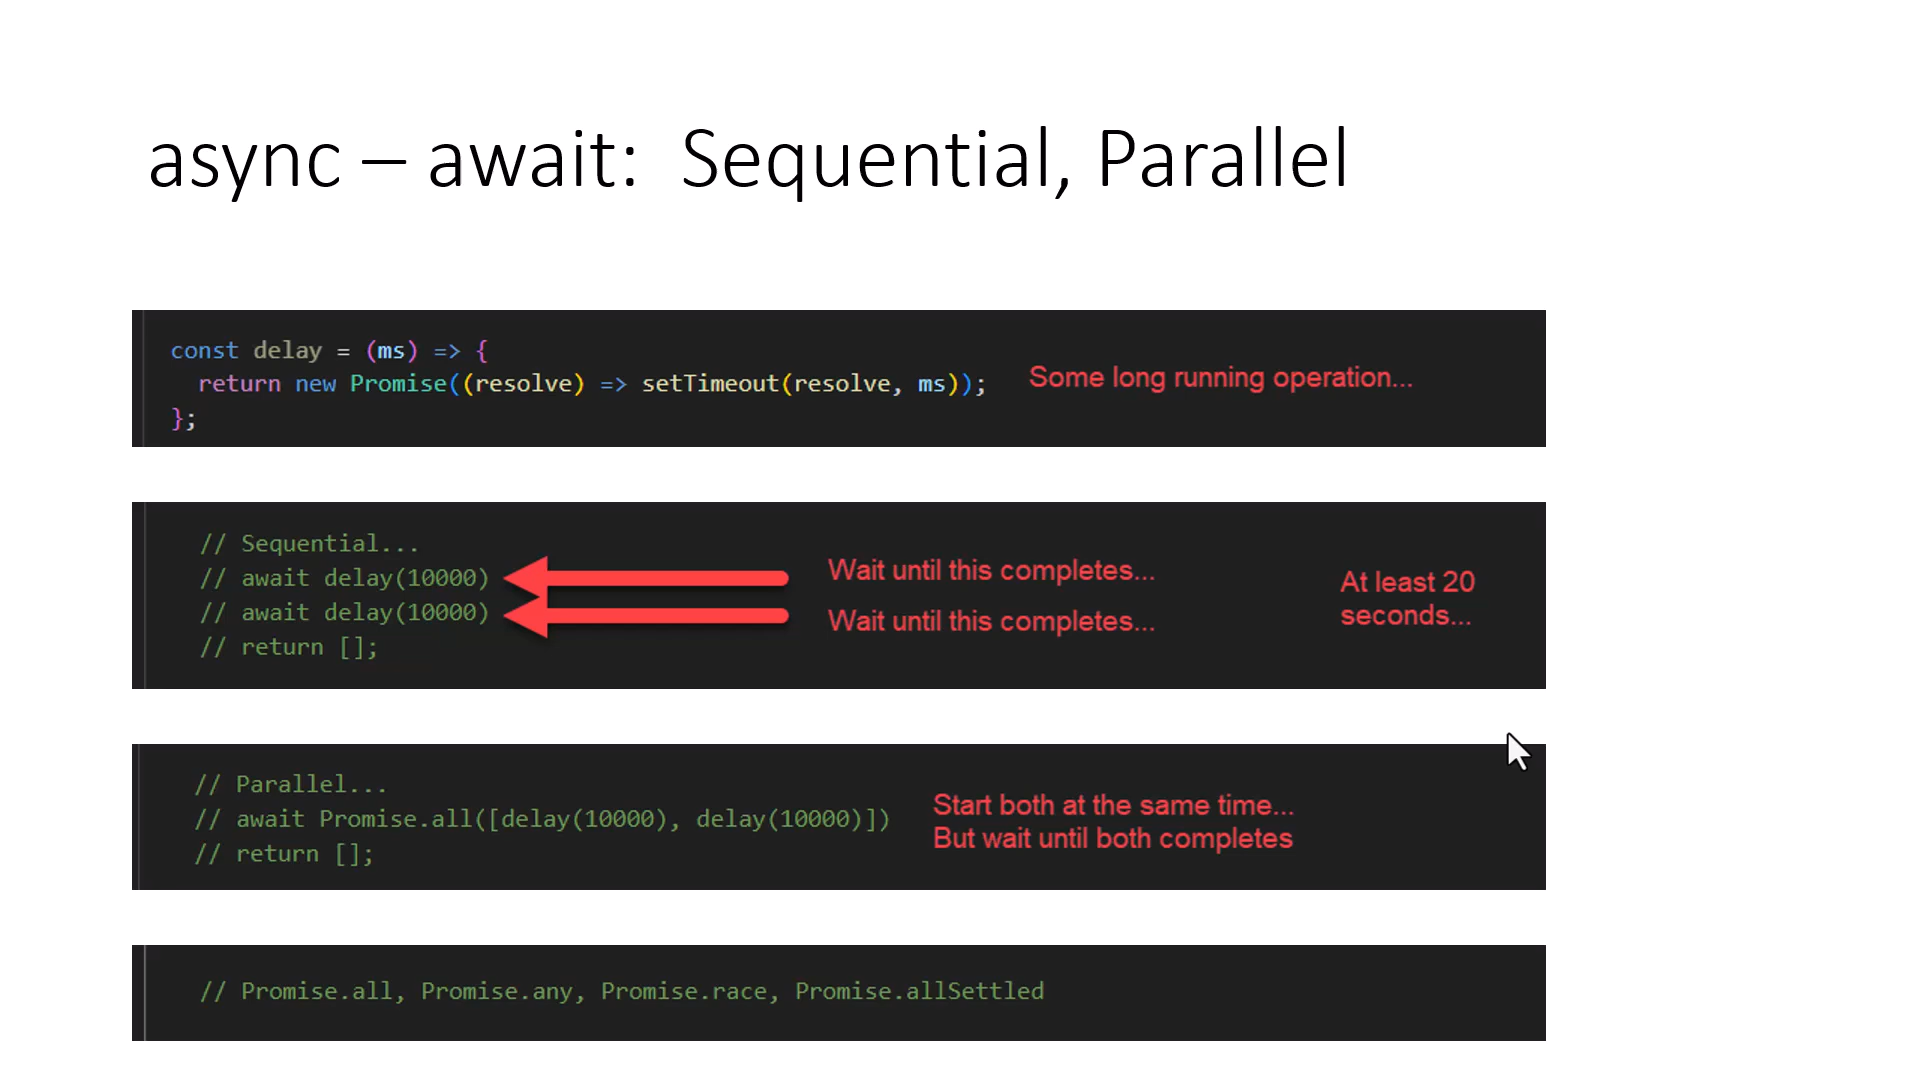 async – await:  Sequential, Parallel
const delay = (ms) => {
return new Promise((resolve) => setTimeout(resolve, ms));
};
Some long running operation...
// Sequential...
// await delay(10000)
// await delay(10000)
// return [];
Wait until this completes...
Wait until this completes...
At least 20
seconds...
// Parallel...
// await Promise.all([delay(10000), delay(10000)])
// return [];
Start both at the same time...
But wait until both completes
// Promise.all, Promise.any, Promise.race, Promise.allSettled